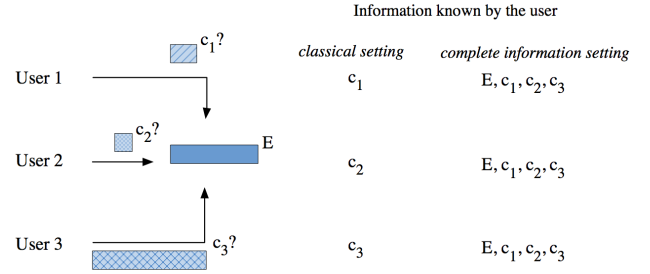 Information known by the user
c1?
classical setting
complete information setting
User 1
c1
E, c1, c2, c3
c2?
E
User 2
c2
E, c1, c2, c3
User 3
c3?
c3
E, c1, c2, c3